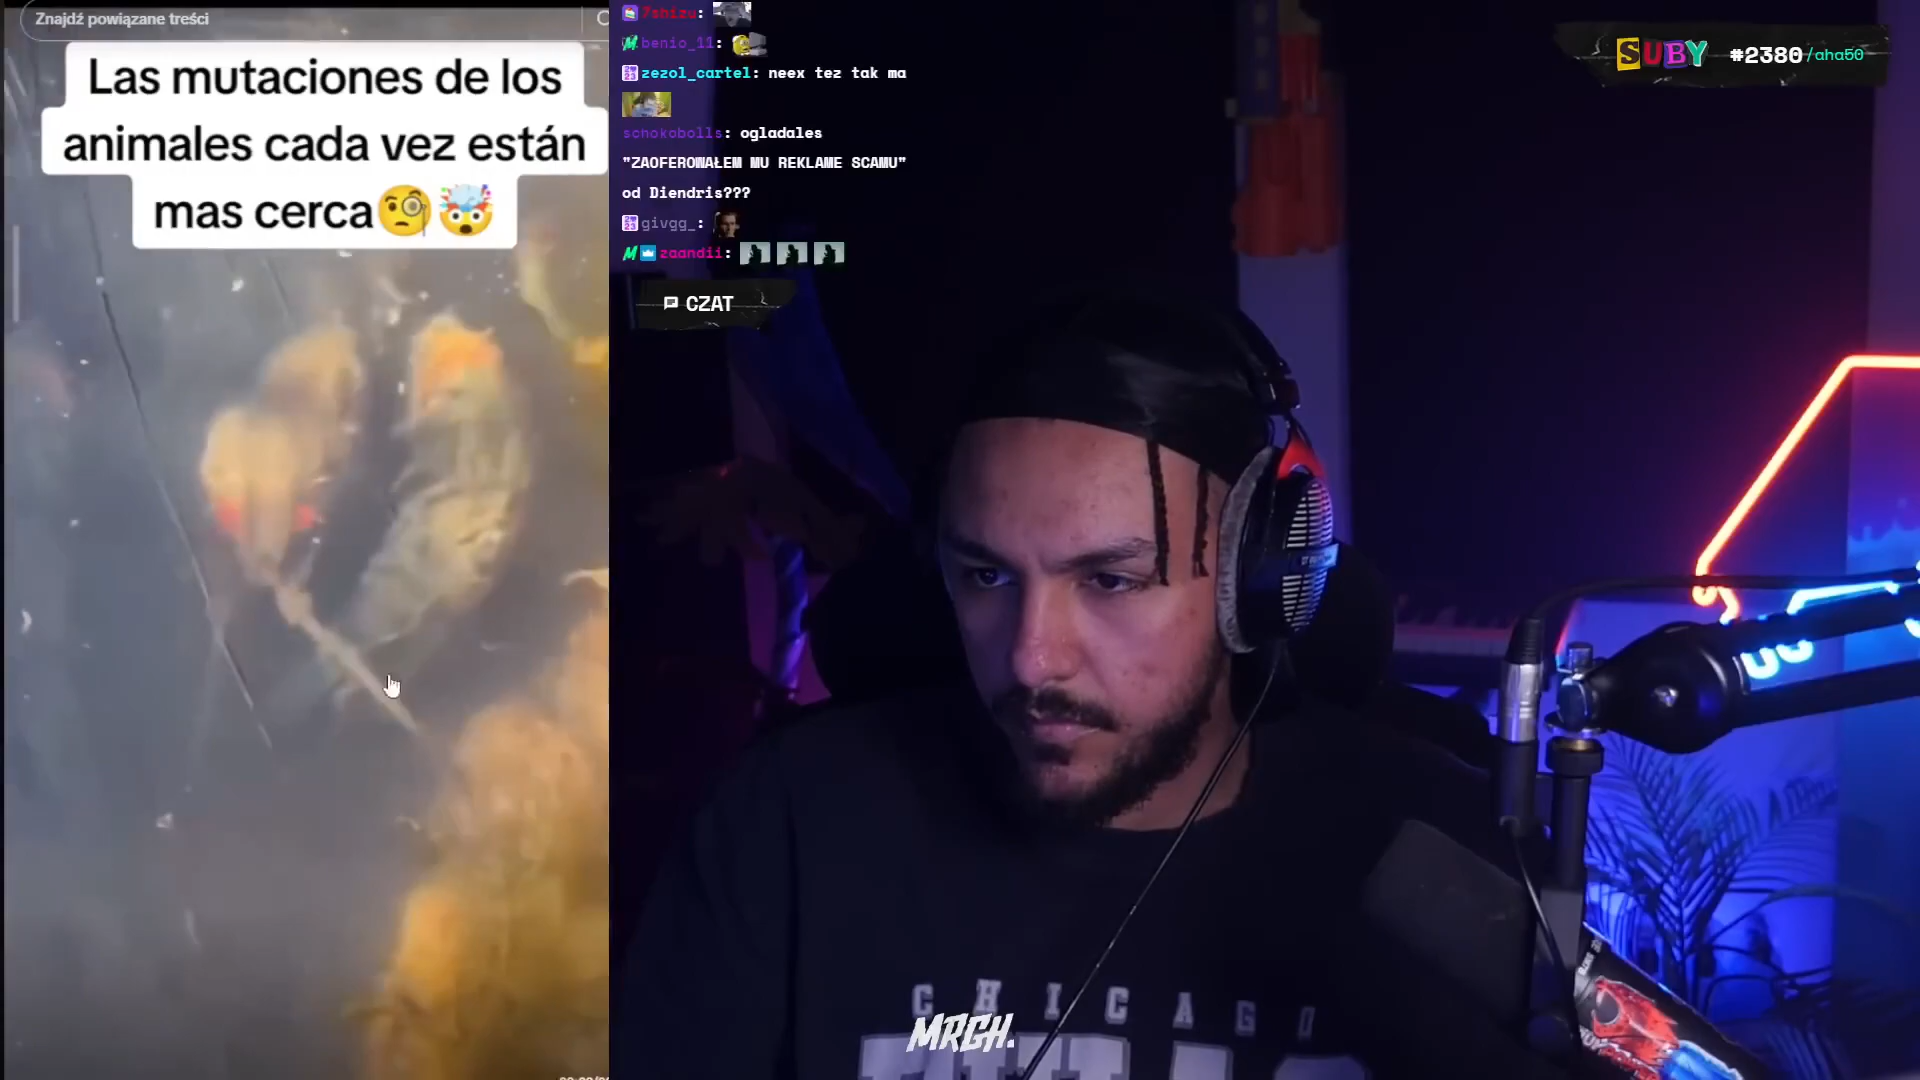 Znajdź powiązane treści
Las mutaciones de los
animales cada vez están
mas cerca🧐🤯
7shizu:
benio_11:
zezol_cartel: neex tez tak ma
schokobolls: ogladales
"ZAOFEROWAŁEM MU REKLAME SCAMU"
od Diendris???
givgg_:
zaandii:
CZAT
SUBY #2380/aha50
CHICAGO
MRGH.